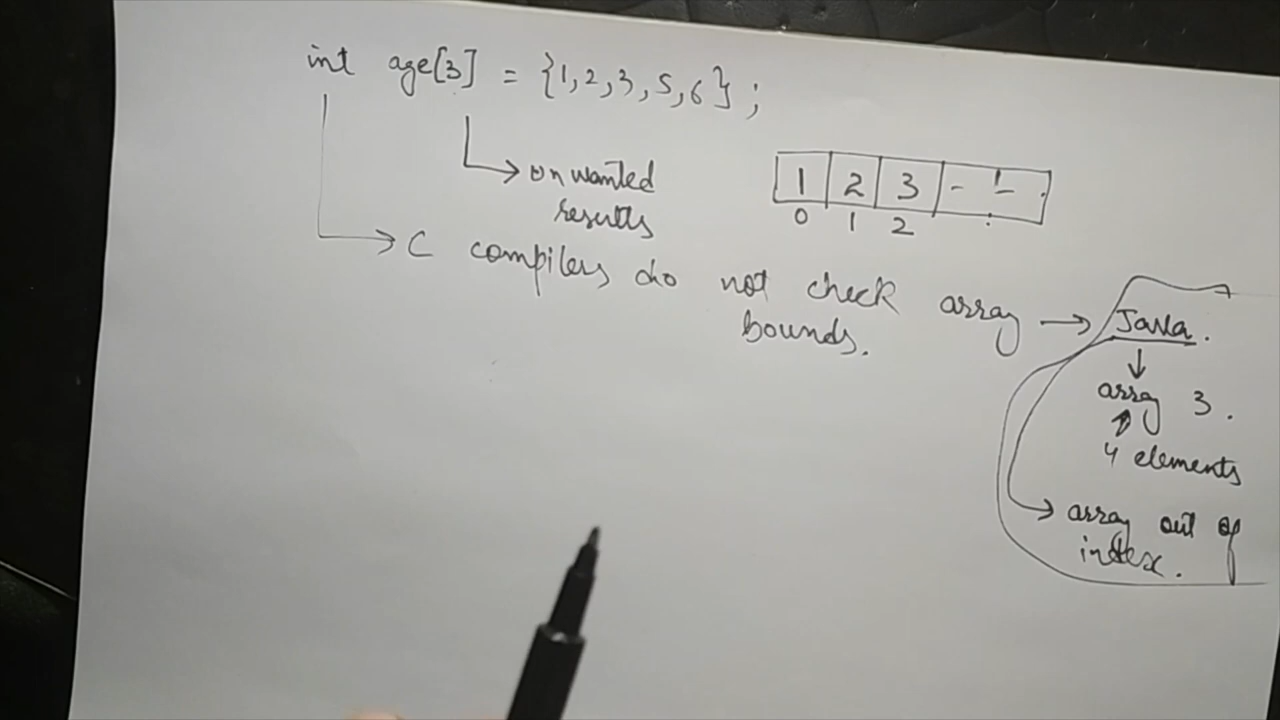 int age[3] = {1,2,3,5,6};
unwanted
results
1 2 3 - - .
0 1 2
C compilers do not check array → Java.
bounds.
array 3.
4 elements
array out of
index.